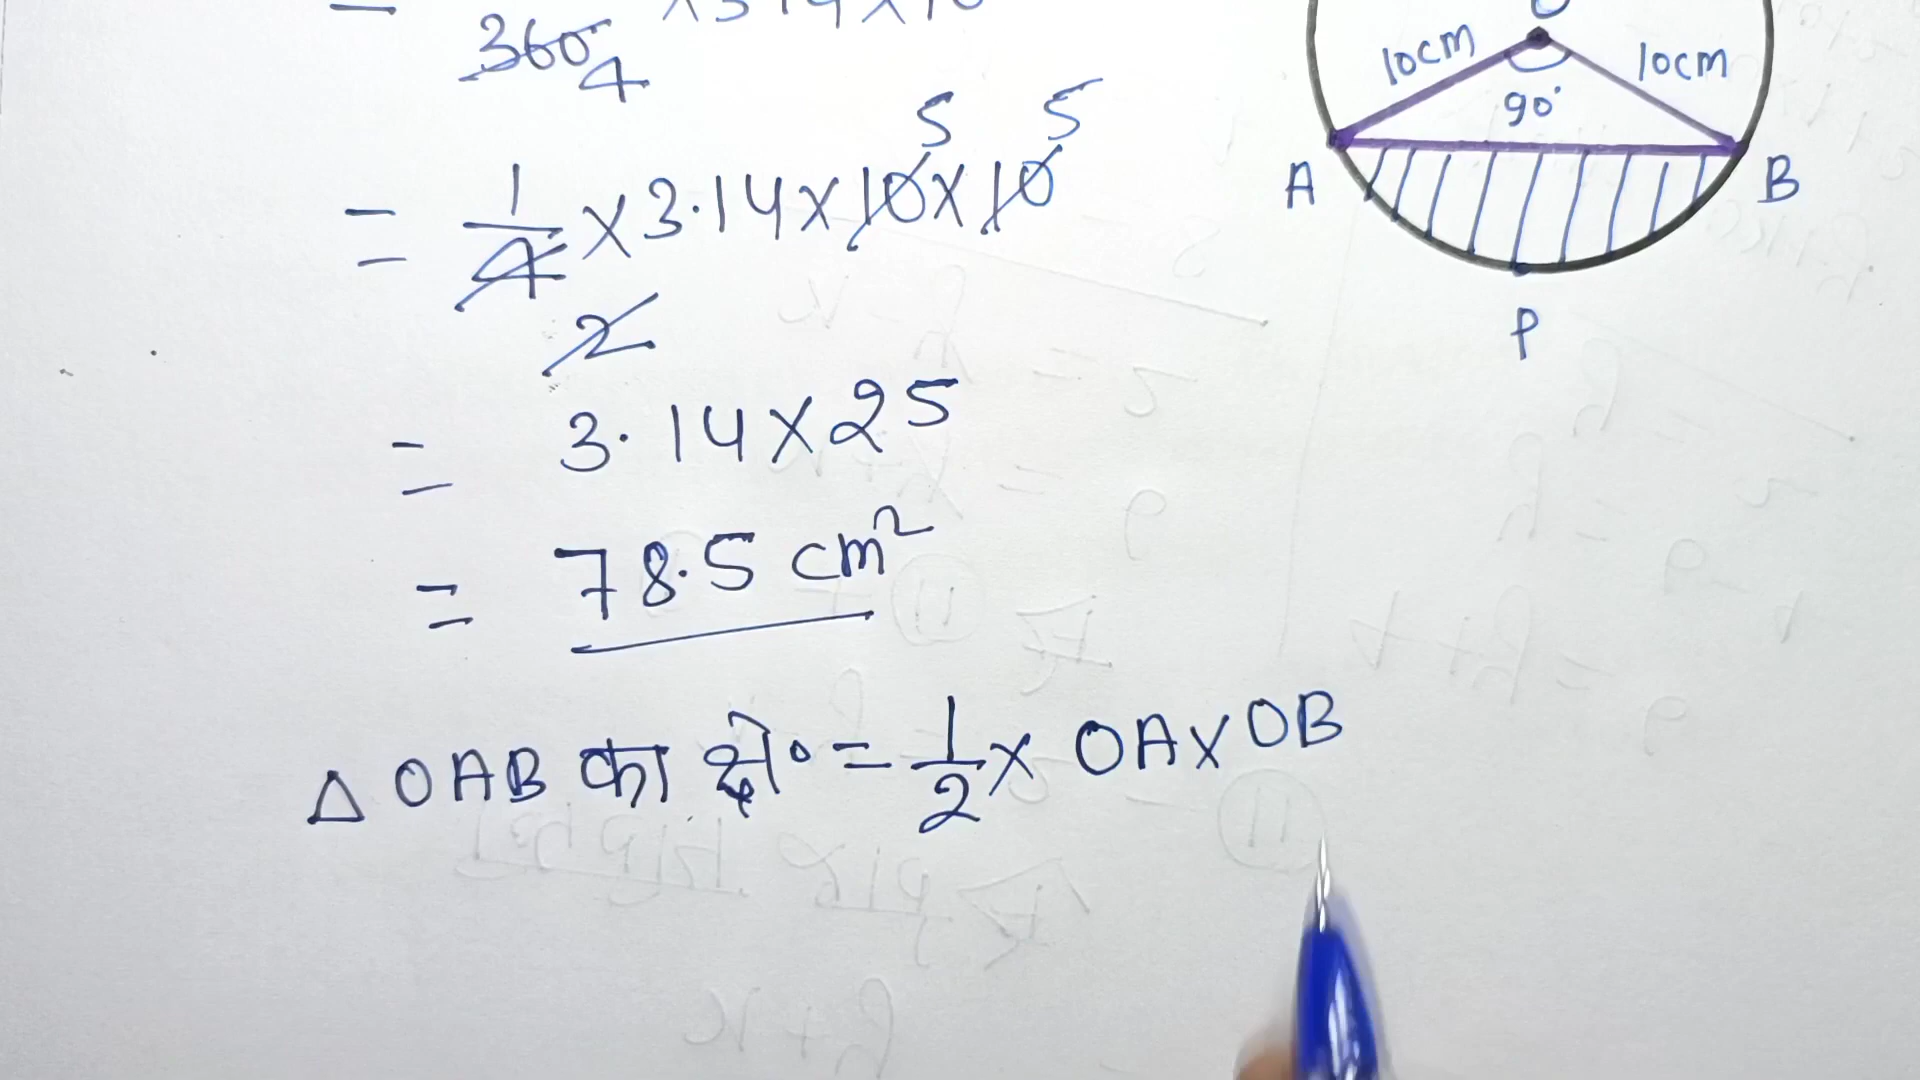 360 4
5 5
= 1/4 × 3.14 × 10 × 10
2
= 3.14 × 25
= 78.5 cm²
△ OAB का क्षे० = 1/2 × OA × OB
O
10cm 10cm
90°
A B
P